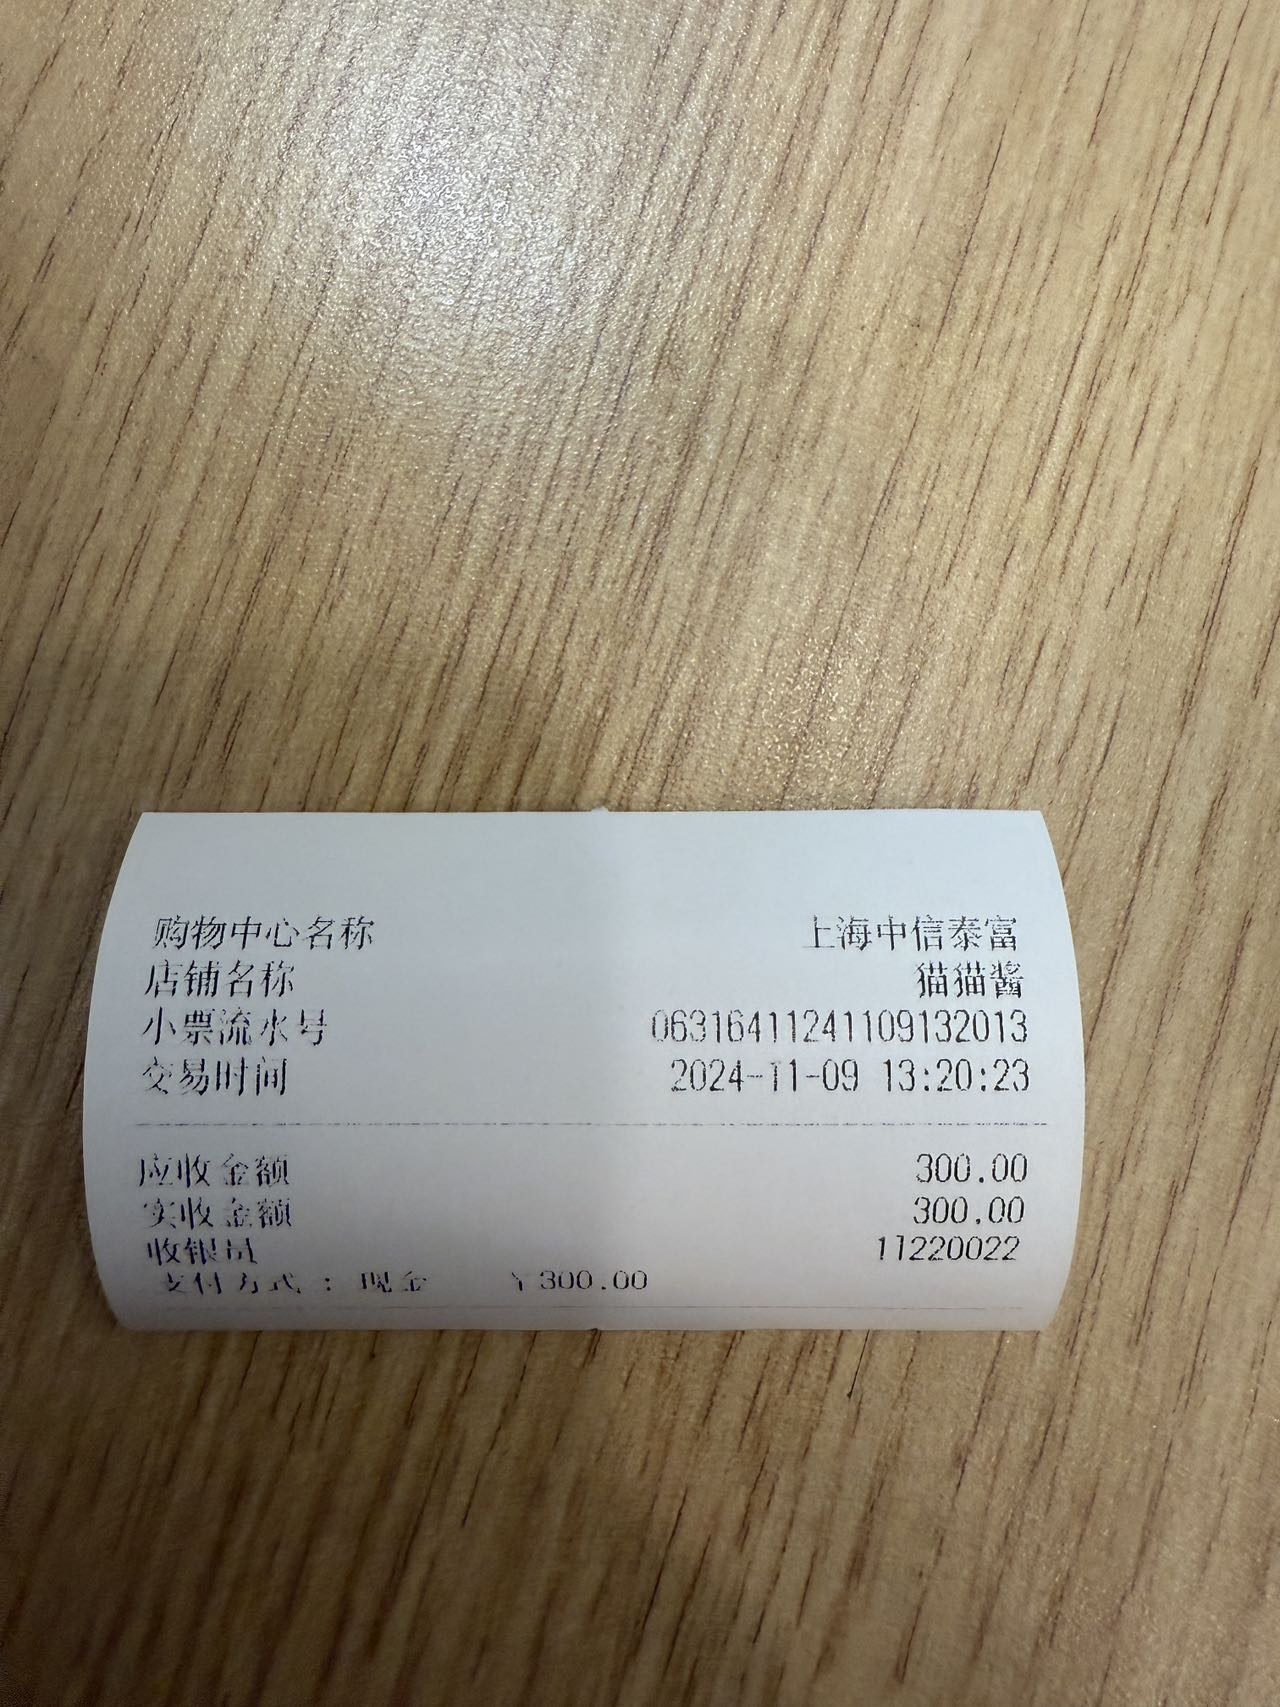 购物中心名称 上海中信泰富
店铺名称 猫猫酱
小票流水号 06316411241109132013
交易时间 2024-11-09 13:20:23
应收金额 300.00
实收金额 300.00
收银员 11220022
支付方式 : 现金 ¥300.00